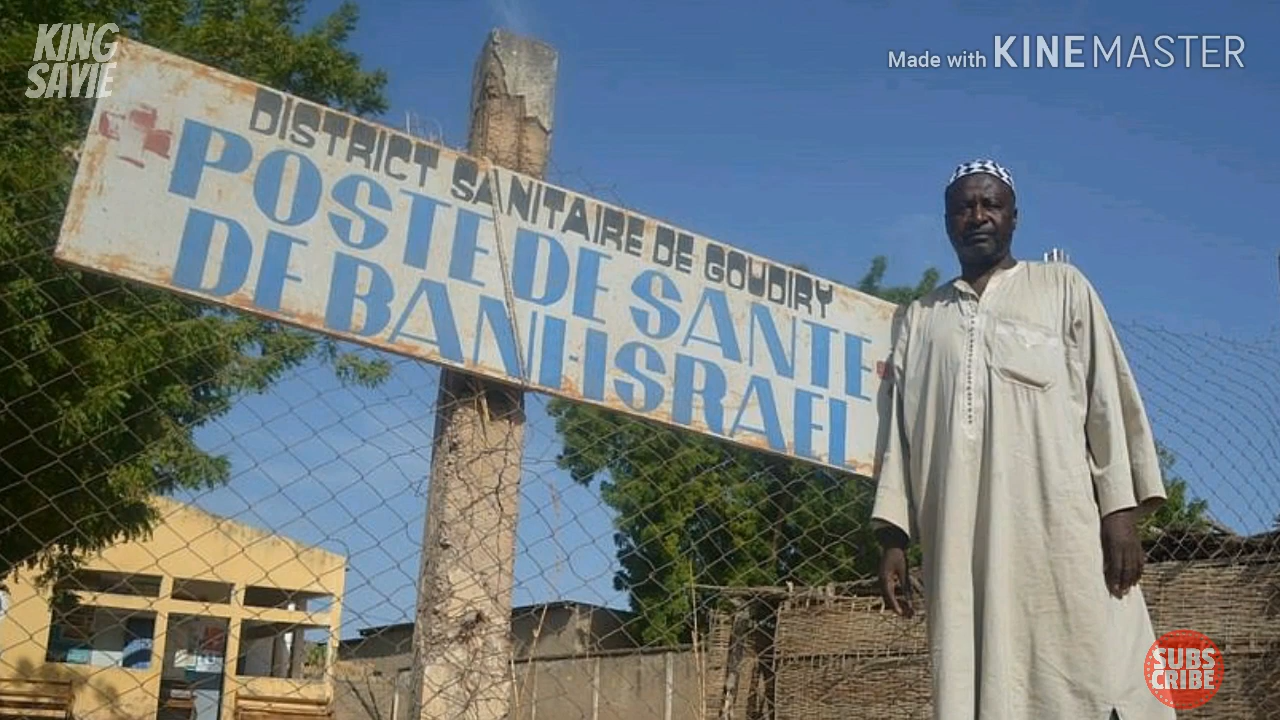 KING
SAVIE
Made with KINEMASTER
DISTRICT SANITAIRE DE GOUDIRY
POSTE DE SANTE
DE BANI-ISRAEL
SUBS
CRIBE